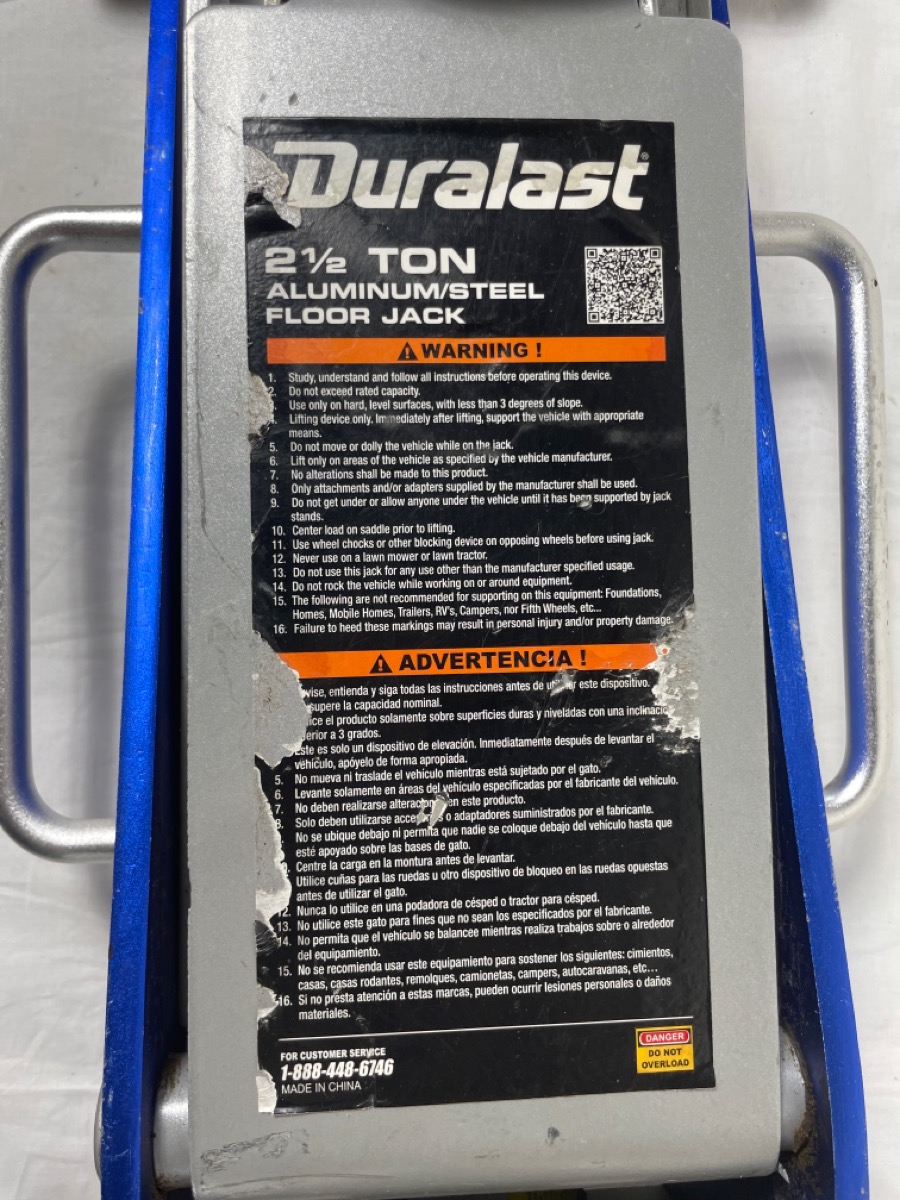 Duralast®
2½ TON
ALUMINUM/STEEL
FLOOR JACK
WARNING !
1. Study, understand and follow all instructions before operating this device.
2. Do not exceed rated capacity.
Use only on hard, level surfaces, with less than 3 degrees of slope.
Lifting device only. Immediately after lifting, support the vehicle with appropriate
means.
5. Do not move or dolly the vehicle while on the jack.
6. Lift only on areas of the vehicle as specified by the vehicle manufacturer.
7. No alterations shall be made to this product.
8. Only attachments and/or adapters supplied by the manufacturer shall be used.
9. Do not get under or allow anyone under the vehicle until it has been supported by jack
stands.
10. Center load on saddle prior to lifting.
11. Use wheel chocks or other blocking device on opposing wheels before using jack.
12. Never use on a lawn mower or lawn tractor.
13. Do not use this jack for any use other than the manufacturer specified usage.
14. Do not rock the vehicle while working on or around equipment.
15. The following are not recommended for supporting on this equipment: Foundations,
Homes, Mobile Homes, Trailers, RV's, Campers, nor Fifth Wheels, etc...
16. Failure to heed these markings may result in personal injury and/or property damage.
ADVERTENCIA !
entienda y siga todas las instrucciones antes de este dispositivo.
supere la capacidad nominal.
el producto solamente sobre superficies duras y niveladas con una
a 3 grados.
Este es solo un dispositivo de elevación. Inmediatamente después de levantar el
vehículo, apóyelo de forma apropiada.
5. No mueva ni traslade el vehículo mientras está sujetado por el gato.
6. Levante solamente en áreas del vehículo especificadas por el fabricante del vehículo.
7. No deben realizarse en este producto.
8. Solo deben utilizarse o adaptadores suministrados por el fabricante.
No se ubique debajo ni permita que nadie se coloque debajo del vehículo hasta que
esté apoyado sobre las bases de gato.
Centre la carga en la montura antes de levantar.
Utilice cuñas para las ruedas u otro dispositivo de bloqueo en las ruedas opuestas
antes de utilizar el gato.
12. Nunca lo utilice en una podadora de césped o tractor para césped.
13. No utilice este gato para fines que no sean los especificados por el fabricante.
14. No permita que el vehículo se balancee mientras realiza trabajos sobre o alrededor
del equipamiento.
15. No se recomienda usar este equipamiento para sostener los siguientes: cimientos,
casas, casas rodantes, remolques, camionetas, campers, autocaravanas, etc...
16. Si no presta atención a estas marcas, pueden ocurrir lesiones personales o daños
materiales.
FOR CUSTOMER SERVICE
1-888-448-6746
MADE IN CHINA
DANGER
DO NOT
OVERLOAD